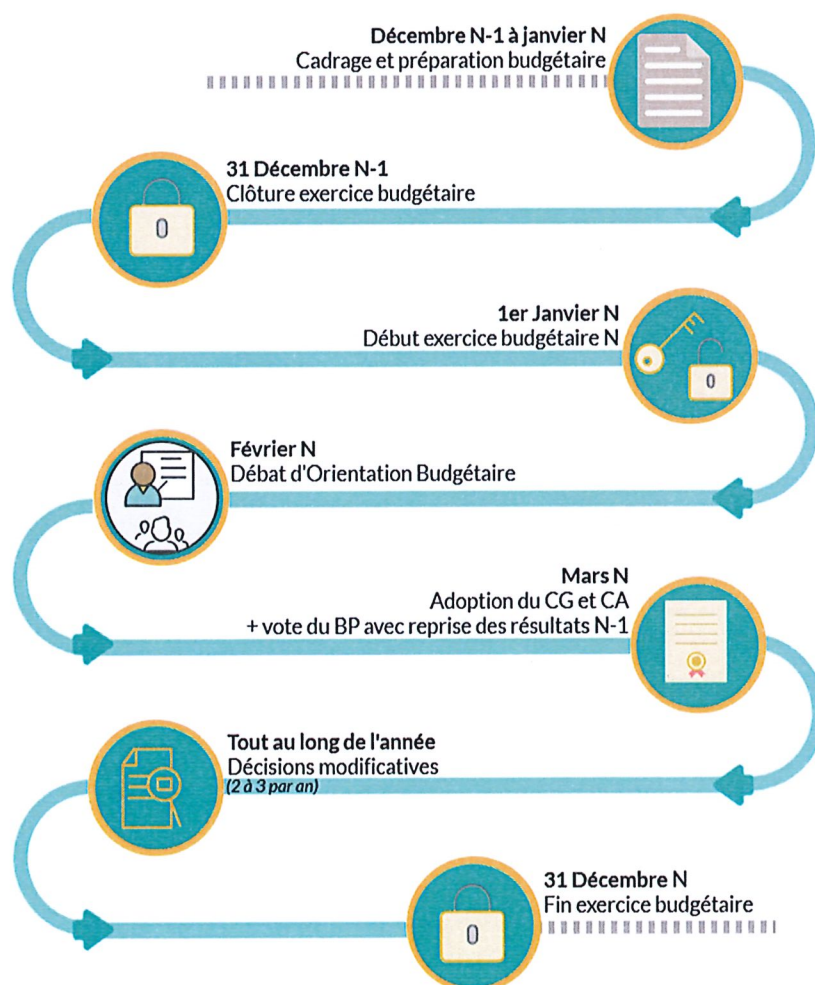 Décembre N-1 à janvier N
Cadrage et préparation budgétaire
31 Décembre N-1
Clôture exercice budgétaire
1er Janvier N
Début exercice budgétaire N
Février N
Débat d'Orientation Budgétaire
Mars N
Adoption du CG et CA
+ vote du BP avec reprise des résultats N-1
Tout au long de l'année
Décisions modificatives
(2 à 3 par an)
31 Décembre N
Fin exercice budgétaire